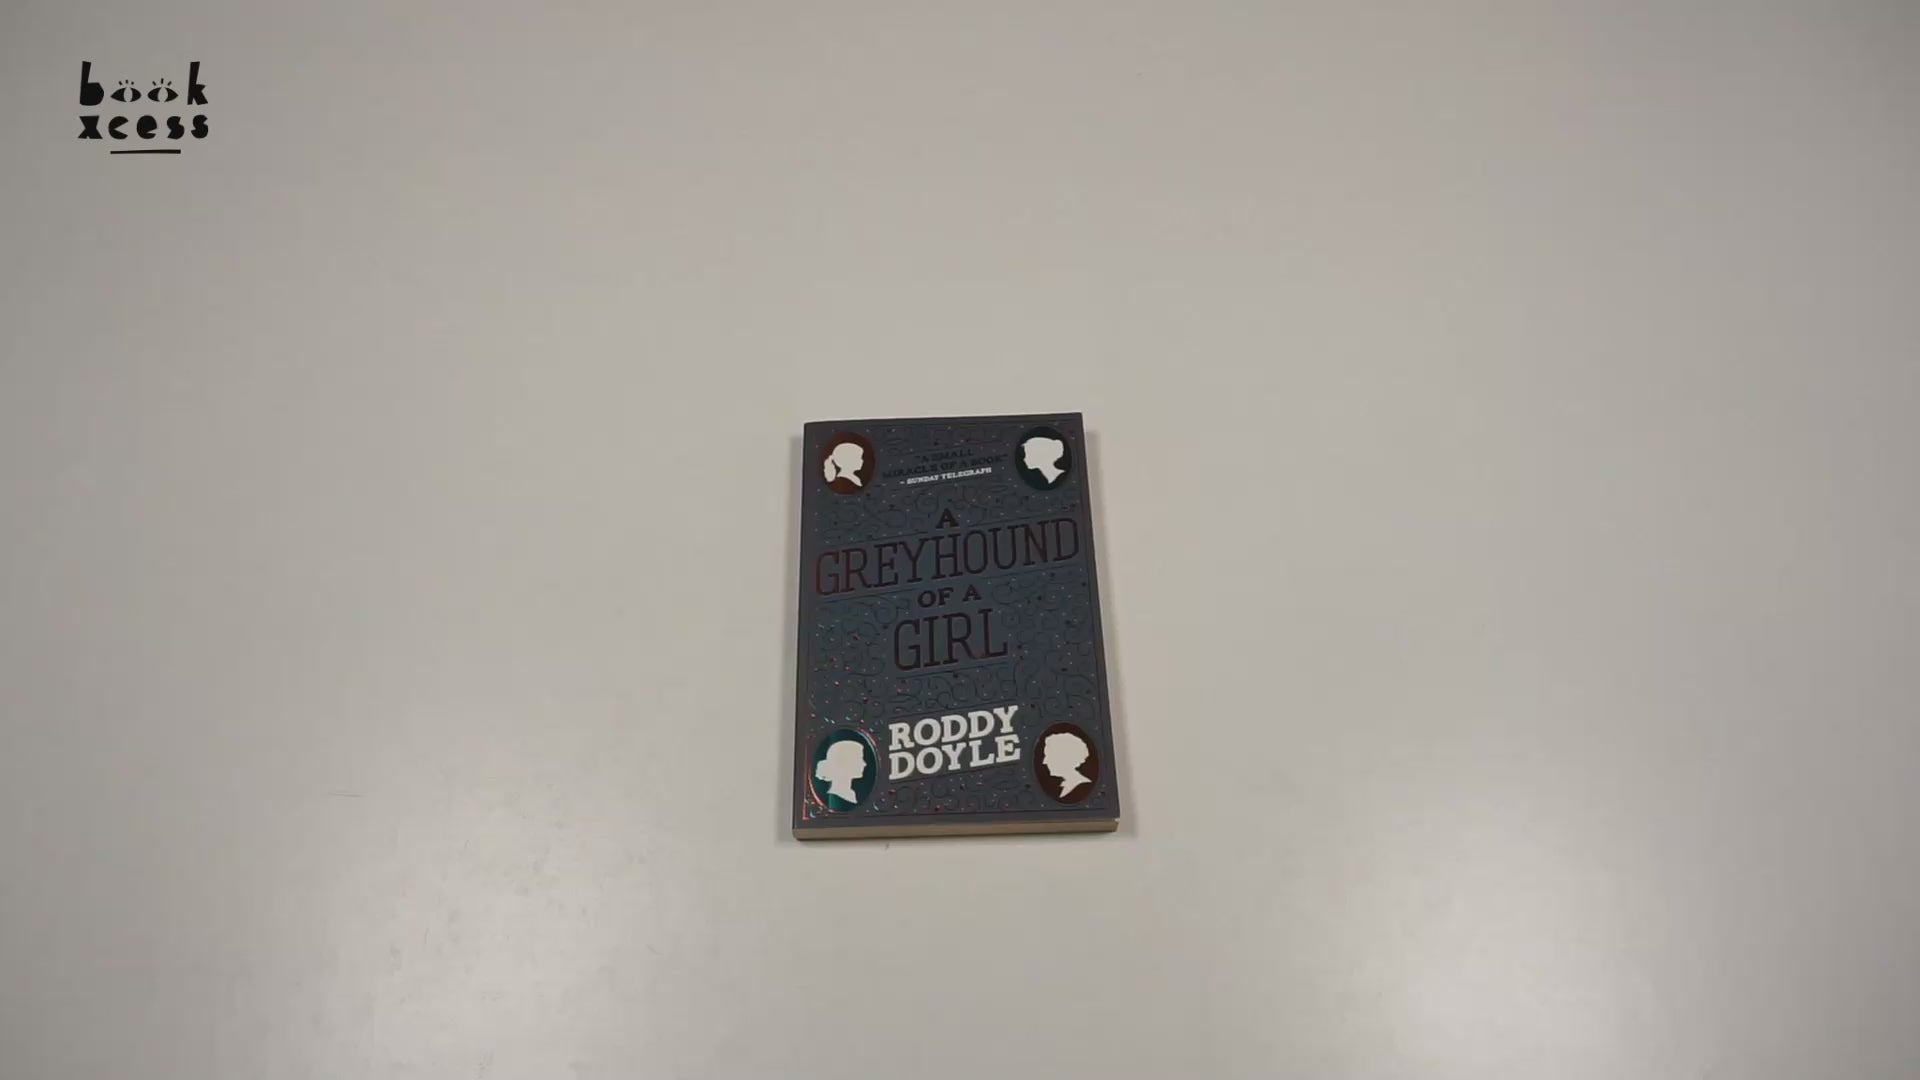 book
xcess
"A SMALL
MIRACLE OF A BOOK"
~ SUNDAY TELEGRAPH
A
GREYHOUND
OF A
GIRL
RODDY
DOYLE